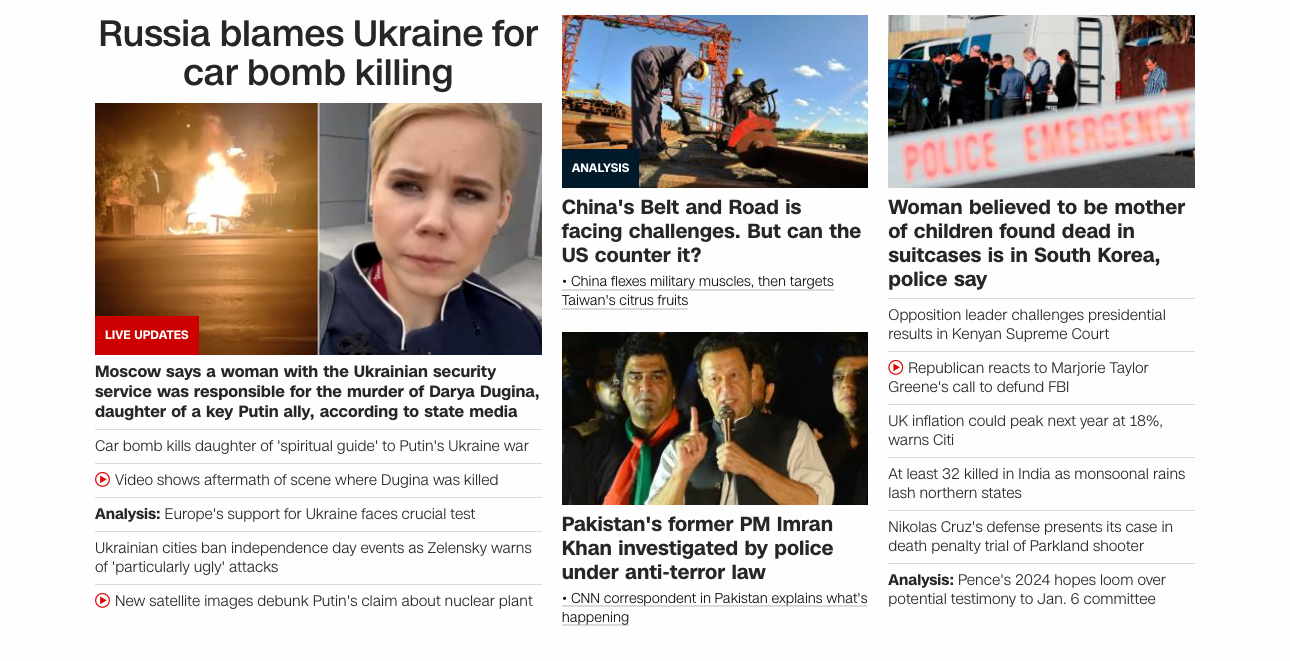 Russia blames Ukraine for
car bomb killing
LIVE UPDATES
Moscow says a woman with the Ukrainian security
service was responsible for the murder of Darya Dugina,
daughter of a key Putin ally, according to state media
Car bomb kills daughter of 'spiritual guide' to Putin's Ukraine war
Video shows aftermath of scene where Dugina was killed
Analysis: Europe's support for Ukraine faces crucial test
Ukrainian cities ban independence day events as Zelensky warns
of 'particularly ugly' attacks
New satellite images debunk Putin's claim about nuclear plant
ANALYSIS
China's Belt and Road is
facing challenges. But can the
US counter it?
• China flexes military muscles, then targets
Taiwan's citrus fruits
Pakistan's former PM Imran
Khan investigated by police
under anti-terror law
• CNN correspondent in Pakistan explains what's
happening
POLICE EMERGENCY
Woman believed to be mother
of children found dead in
suitcases is in South Korea,
police say
Opposition leader challenges presidential
results in Kenyan Supreme Court
Republican reacts to Marjorie Taylor
Greene's call to defund FBI
UK inflation could peak next year at 18%,
warns Citi
At least 32 killed in India as monsoonal rains
lash northern states
Nikolas Cruz's defense presents its case in
death penalty trial of Parkland shooter
Analysis: Pence's 2024 hopes loom over
potential testimony to Jan. 6 committee